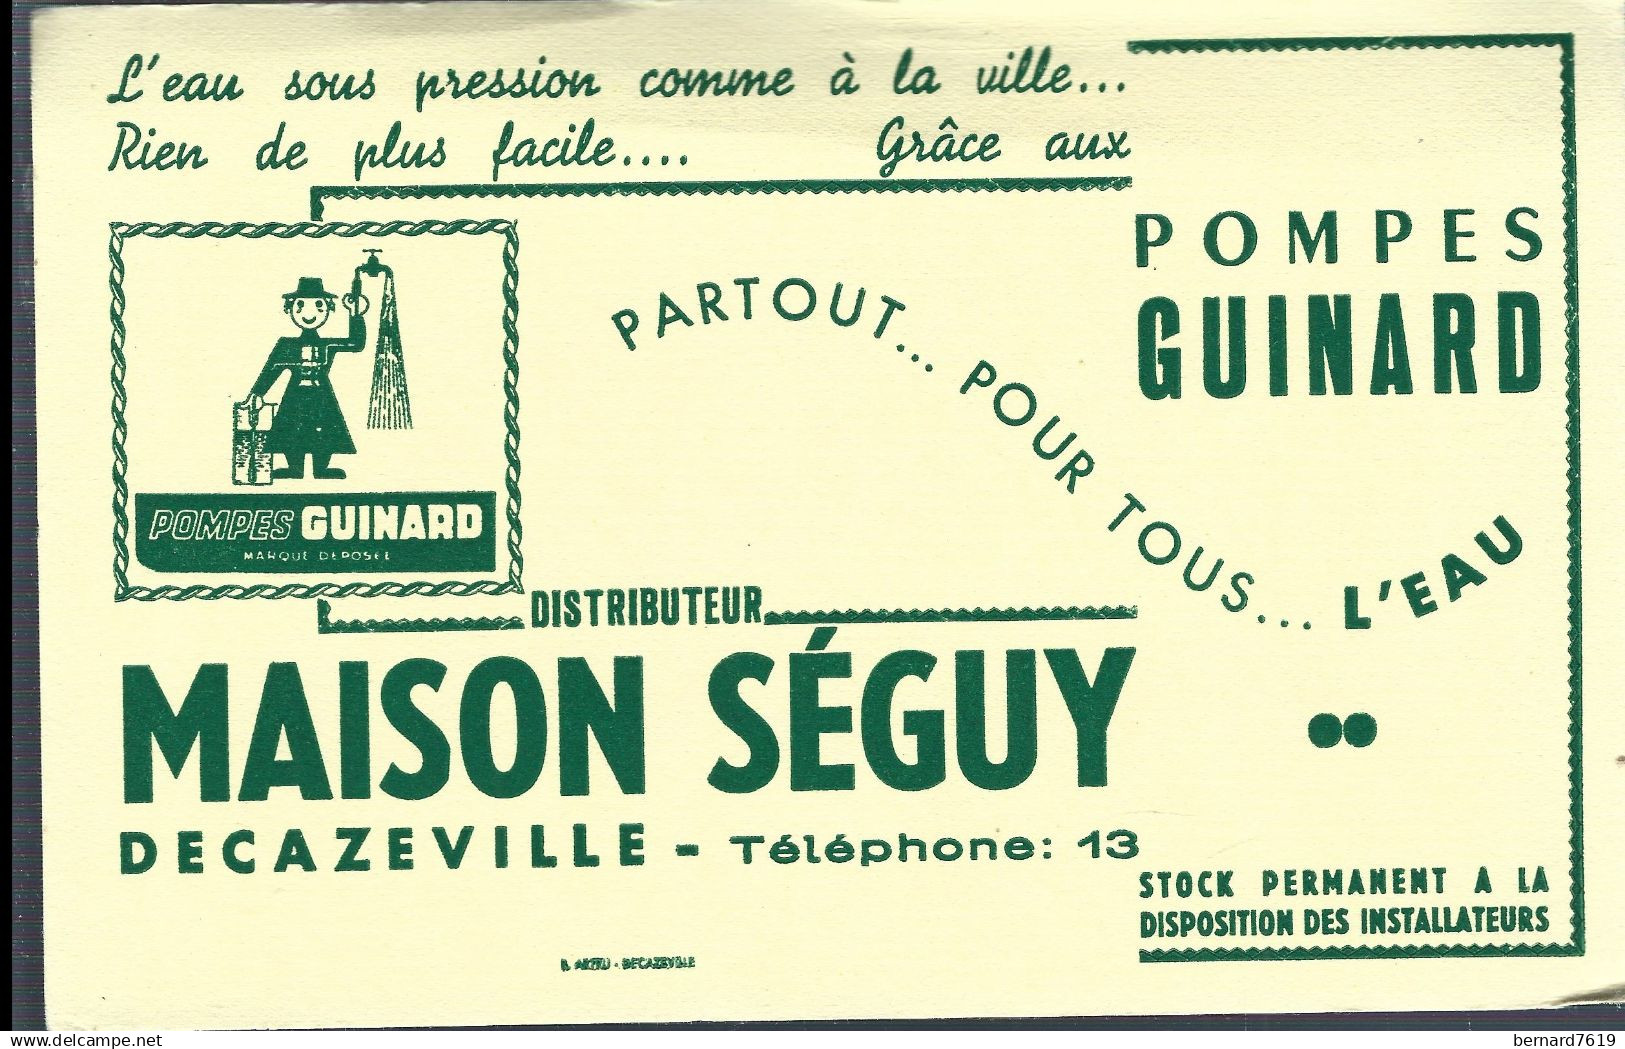 L'eau sous pression comme à la ville...
Rien de plus facile.... Grâce aux
POMPES
GUINARD
PARTOUT... POUR TOUS... L'EAU
POMPES GUINARD
MARQUE DEPOSEE
DISTRIBUTEUR
MAISON SÉGUY
DECAZEVILLE - Téléphone: 13
STOCK PERMANENT A LA
DISPOSITION DES INSTALLATEURS
DECAZEVILLE
delcampe.net
bernard7619